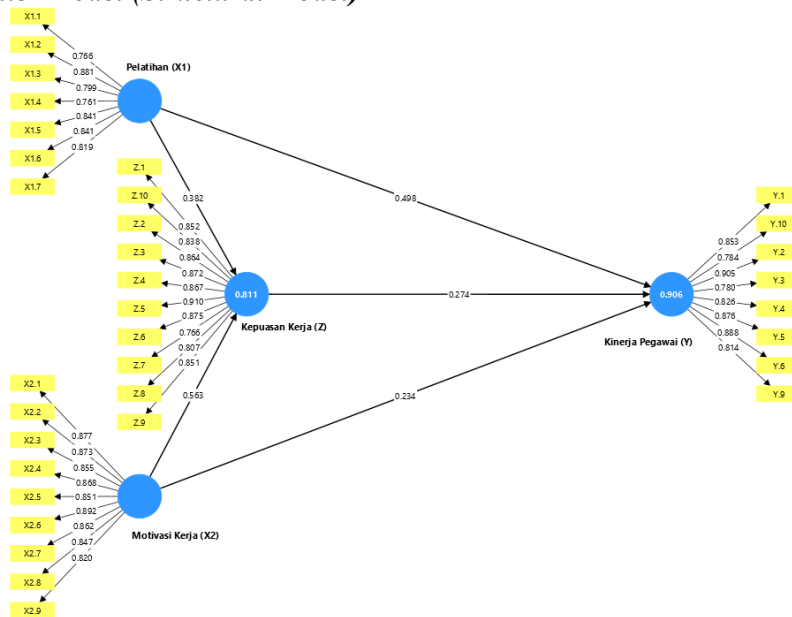 X1.1
X1.2
X1.3
X1.4
X1.5
X1.6
X1.7
0.766
0.881
0.799
0.761
0.841
0.841
0.819
Pelatihan (X1)
0.382
0.498
Z.1
Z.10
Z.2
Z.3
Z.4
Z.5
Z.6
Z.7
Z.8
Z.9
0.852
0.838
0.864
0.872
0.867
0.910
0.875
0.766
0.807
0.851
0.811
Kepuasan Kerja (Z)
0.274
0.563
0.234
0.906
Kinerja Pegawai (Y)
0.853
0.784
0.905
0.780
0.826
0.876
0.888
0.814
Y.1
Y.10
Y.2
Y.3
Y.4
Y.5
Y.6
Y.9
X2.1
X2.2
X2.3
X2.4
X2.5
X2.6
X2.7
X2.8
X2.9
0.877
0.873
0.855
0.868
0.851
0.892
0.862
0.847
0.820
Motivasi Kerja (X2)